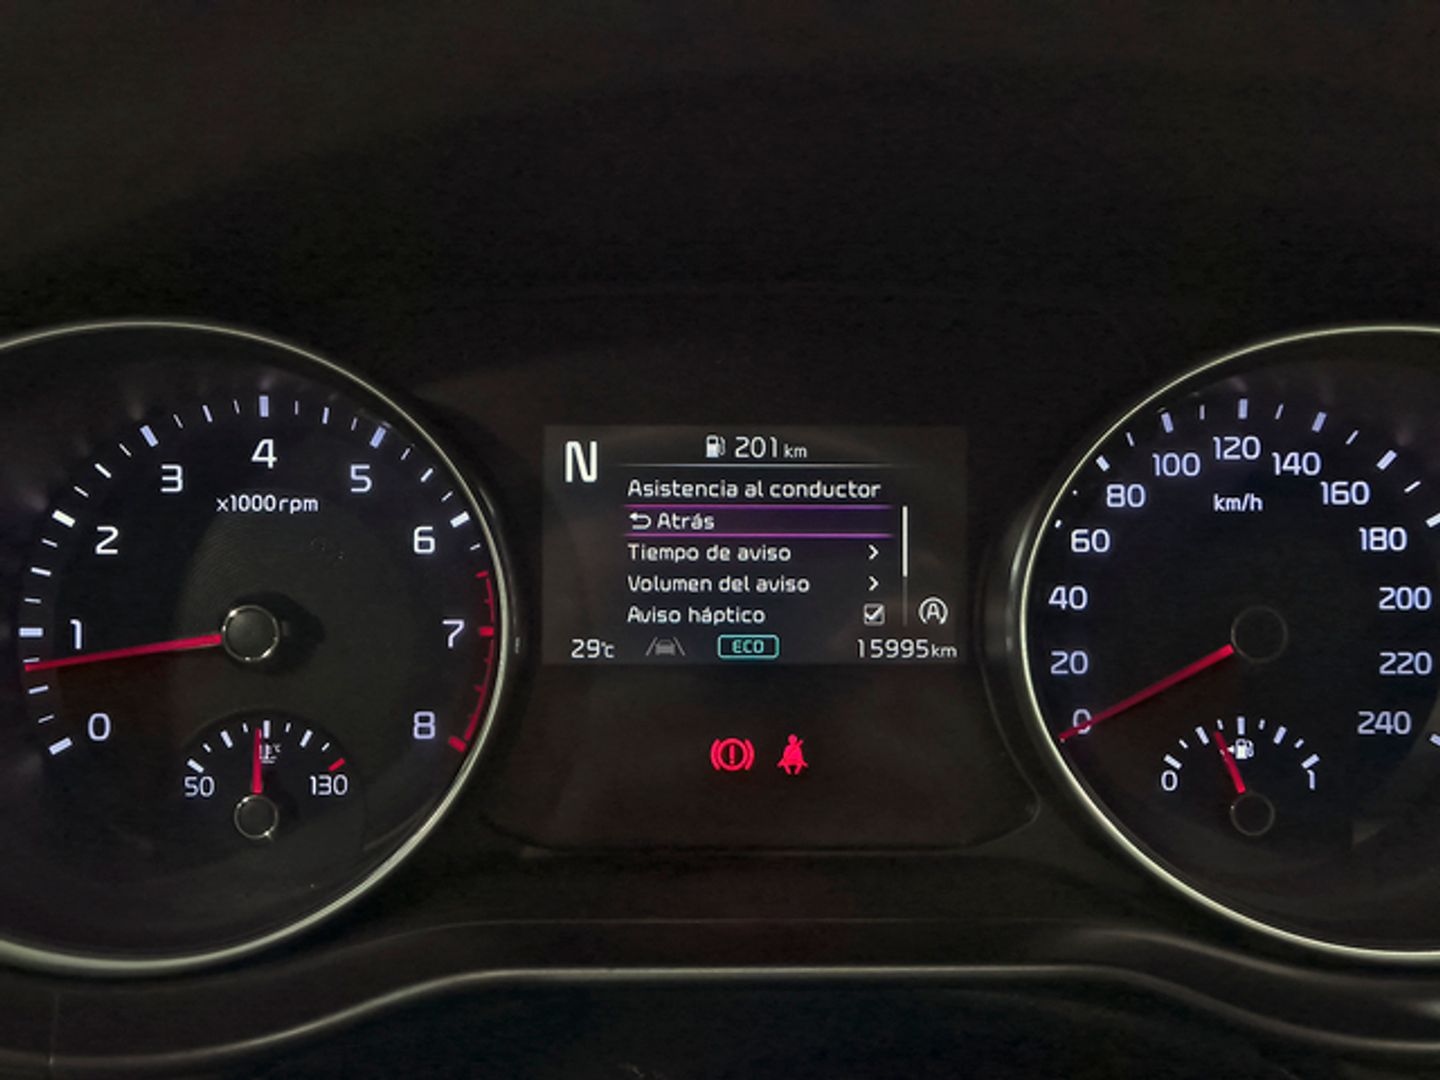 0
1
2
3
4
5
6
7
8
x1000rpm
50
130
°C
N
201 km
Asistencia al conductor
Atrás
Tiempo de aviso
Volumen del aviso
Aviso háptico
A
29°C
ECO
15995km
0
20
40
60
80
100
120
140
160
180
200
220
240
km/h
0
1